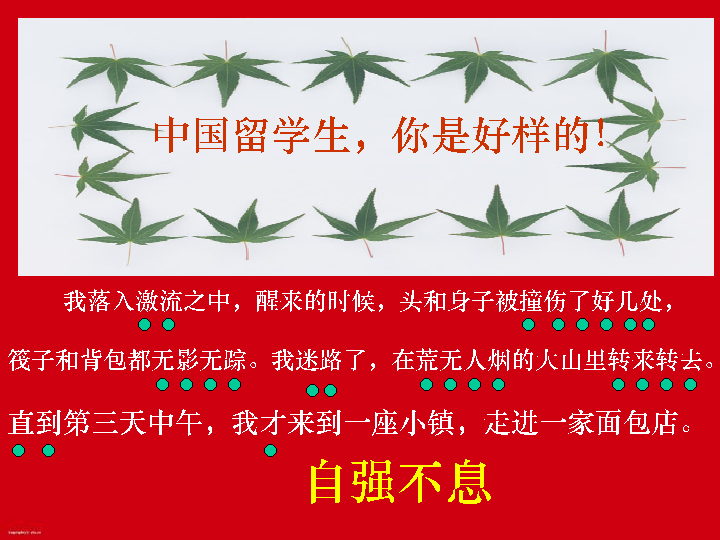 中国留学生，你是好样的！
我落入激流之中，醒来的时候，头和身子被撞伤了好几处，
筏子和背包都无影无踪。我迷路了，在荒无人烟的大山里转来转去。
直到第三天中午，我才来到一座小镇，走进一家面包店。
自强不息